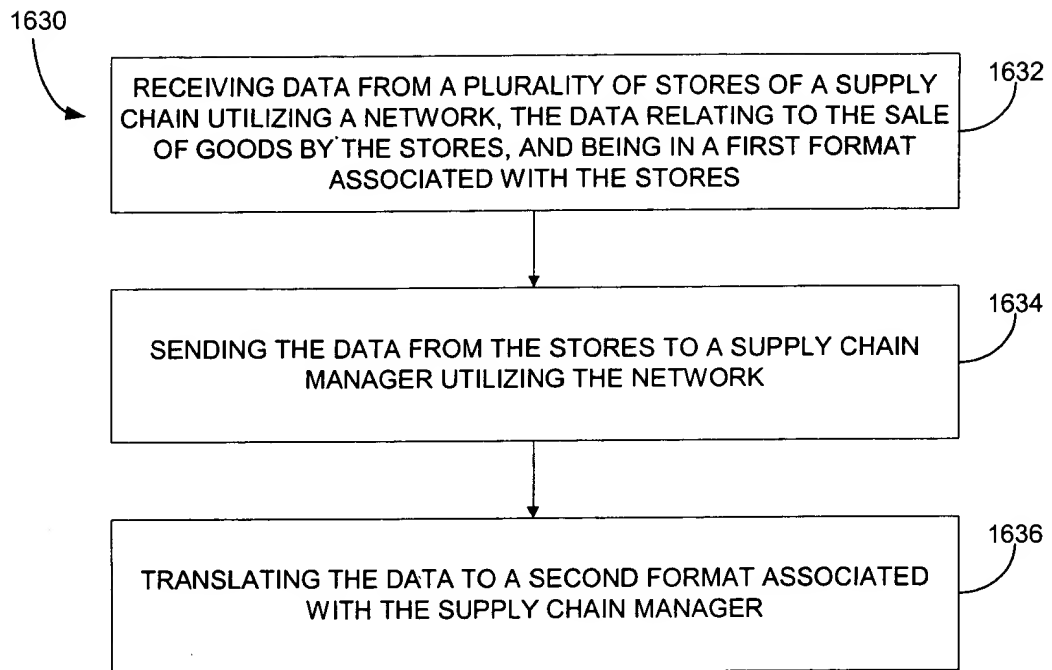 1630
RECEIVING DATA FROM A PLURALITY OF STORES OF A SUPPLY
CHAIN UTILIZING A NETWORK, THE DATA RELATING TO THE SALE
OF GOODS BY THE STORES, AND BEING IN A FIRST FORMAT
ASSOCIATED WITH THE STORES
1632
SENDING THE DATA FROM THE STORES TO A SUPPLY CHAIN
MANAGER UTILIZING THE NETWORK
1634
TRANSLATING THE DATA TO A SECOND FORMAT ASSOCIATED
WITH THE SUPPLY CHAIN MANAGER
1636